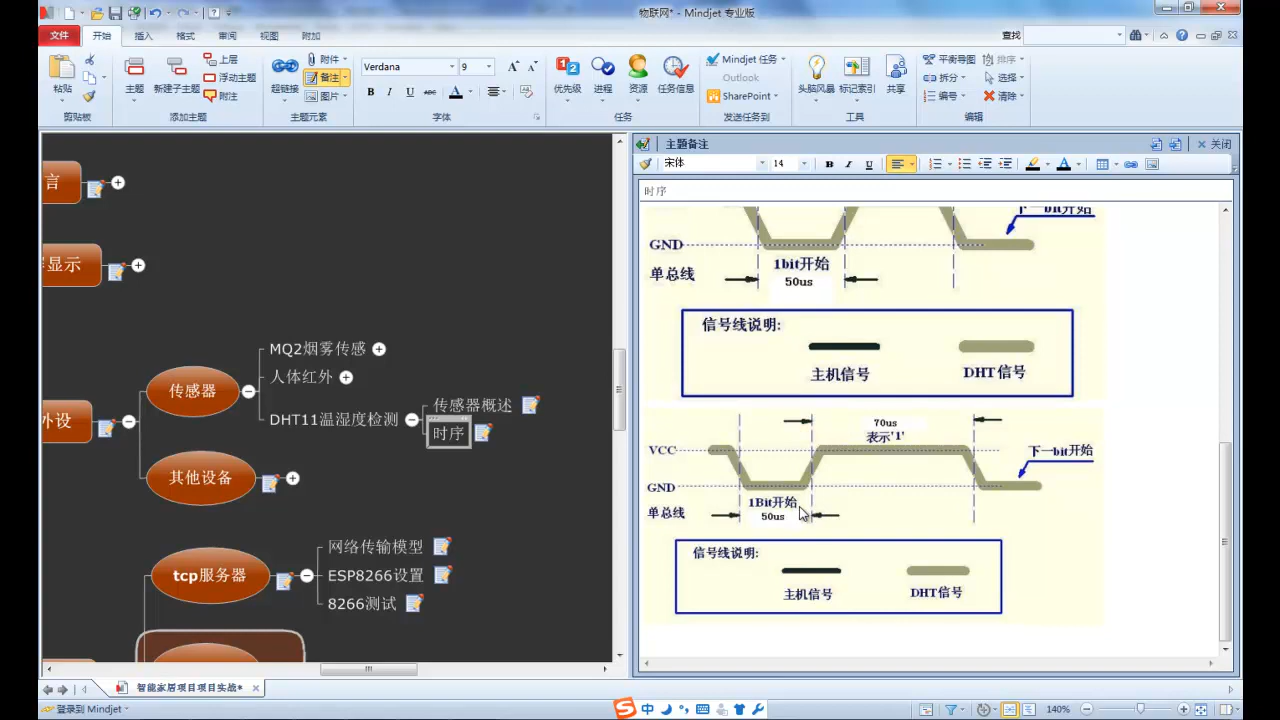 物联网* - Mindjet 专业版
文件 开始 插入 格式 审阅 视图 附加 查找
粘贴 主题 新建子主题 上层 浮动主题 附注 超链接 附件 备注 图片 Verdana 9 优先级 进程 资源 任务信息 Mindjet 任务 Outlook SharePoint 头脑风暴 标记索引 共享 平衡导图 拆分 编号 排序 选择 清除
B I U ABC A
剪贴板 添加主题 主题元素 字体 任务 发送任务到 工具 编辑
主题备注 关闭
宋体 14 B I U A
时序
言
显示
外设
传感器
MQ2烟雾传感
人体红外
DHT11温湿度检测
传感器概述
时序
其他设备
tcp服务器
网络传输模型
ESP8266设置
8266测试
下一bit开始
GND
1bit开始
单总线
50us
信号线说明:
主机信号 DHT信号
70us
表示'1'
VCC
下一bit开始
GND
1Bit开始
单总线
50us
信号线说明:
主机信号 DHT信号
智能家居项目项目实战*
登录到 Mindjet
中
140%